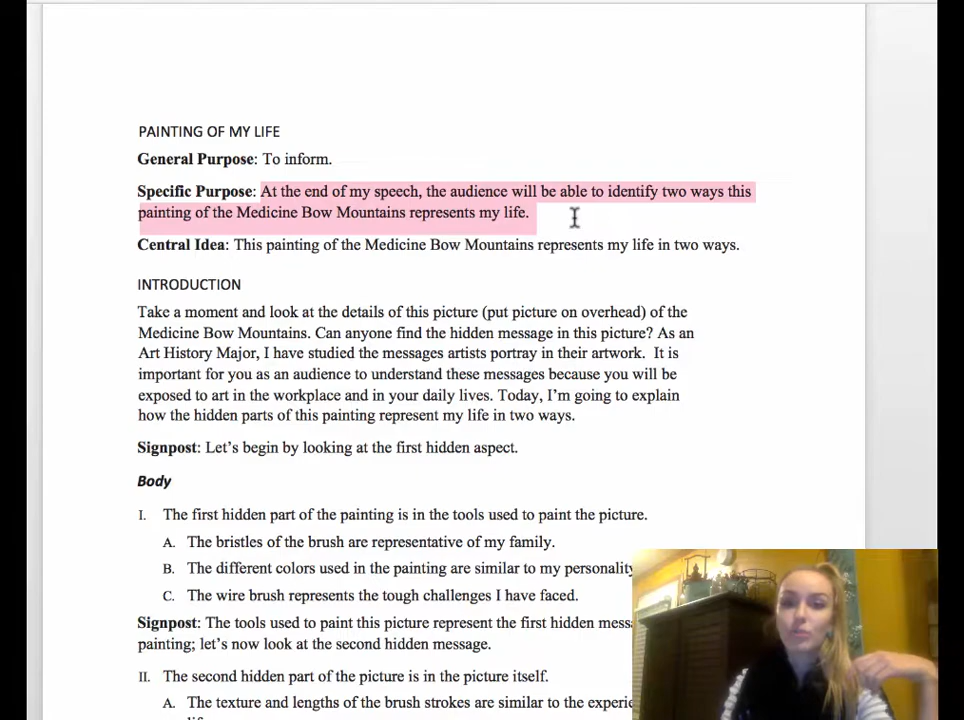 PAINTING OF MY LIFE
General Purpose: To inform.
Specific Purpose: At the end of my speech, the audience will be able to identify two ways this
painting of the Medicine Bow Mountains represents my life.
Central Idea: This painting of the Medicine Bow Mountains represents my life in two ways.
INTRODUCTION
Take a moment and look at the details of this picture (put picture on overhead) of the
Medicine Bow Mountains. Can anyone find the hidden message in this picture? As an
Art History Major, I have studied the messages artists portray in their artwork.  It is
important for you as an audience to understand these messages because you will be
exposed to art in the workplace and in your daily lives. Today, I’m going to explain
how the hidden parts of this painting represent my life in two ways.
Signpost: Let’s begin by looking at the first hidden aspect.
Body
I. The first hidden part of the painting is in the tools used to paint the picture.
A. The bristles of the brush are representative of my family.
B. The different colors used in the painting are similar to my personality
C. The wire brush represents the tough challenges I have faced.
Signpost: The tools used to paint this picture represent the first hidden
painting; let’s now look at the second hidden message.
II. The second hidden part of the picture is in the picture itself.
A. The texture and lengths of the brush strokes are similar to the